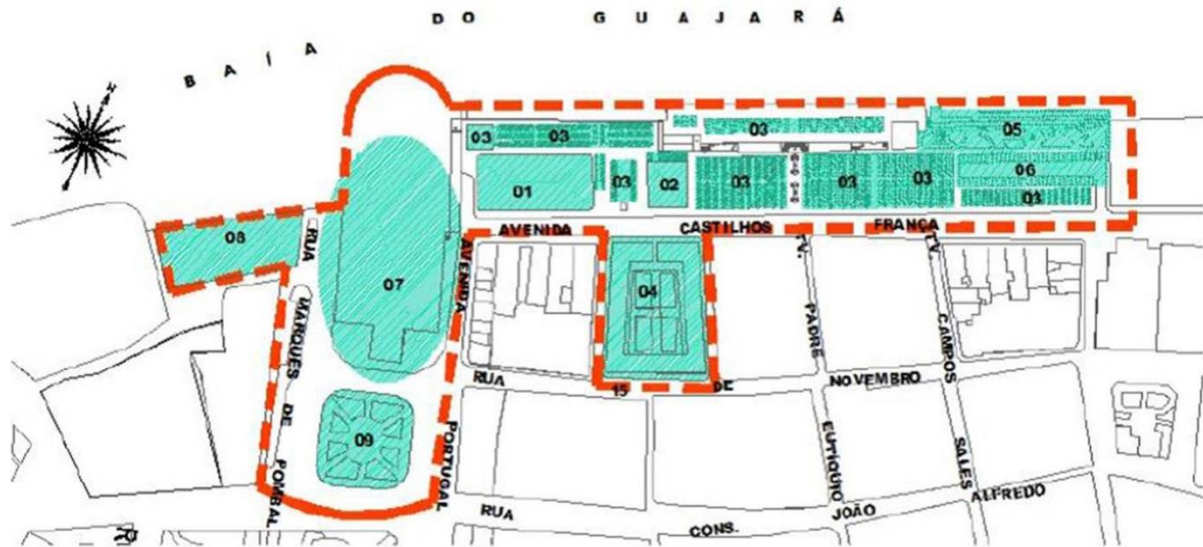 BAÍA DO GUAJARÁ
N
03 03 03 05
01 03 02 03 03 03 06
03
AVENIDA CASTILHOS FRANÇA
08
RUA MARQUES DE POMBAL
07
AVENIDA PORTUGAL
04
TV. PADRE EUTIQUIO
TV. CAMPOS SALES
RUA 15 DE NOVEMBRO
09
RUA CONS. JOÃO ALFREDO